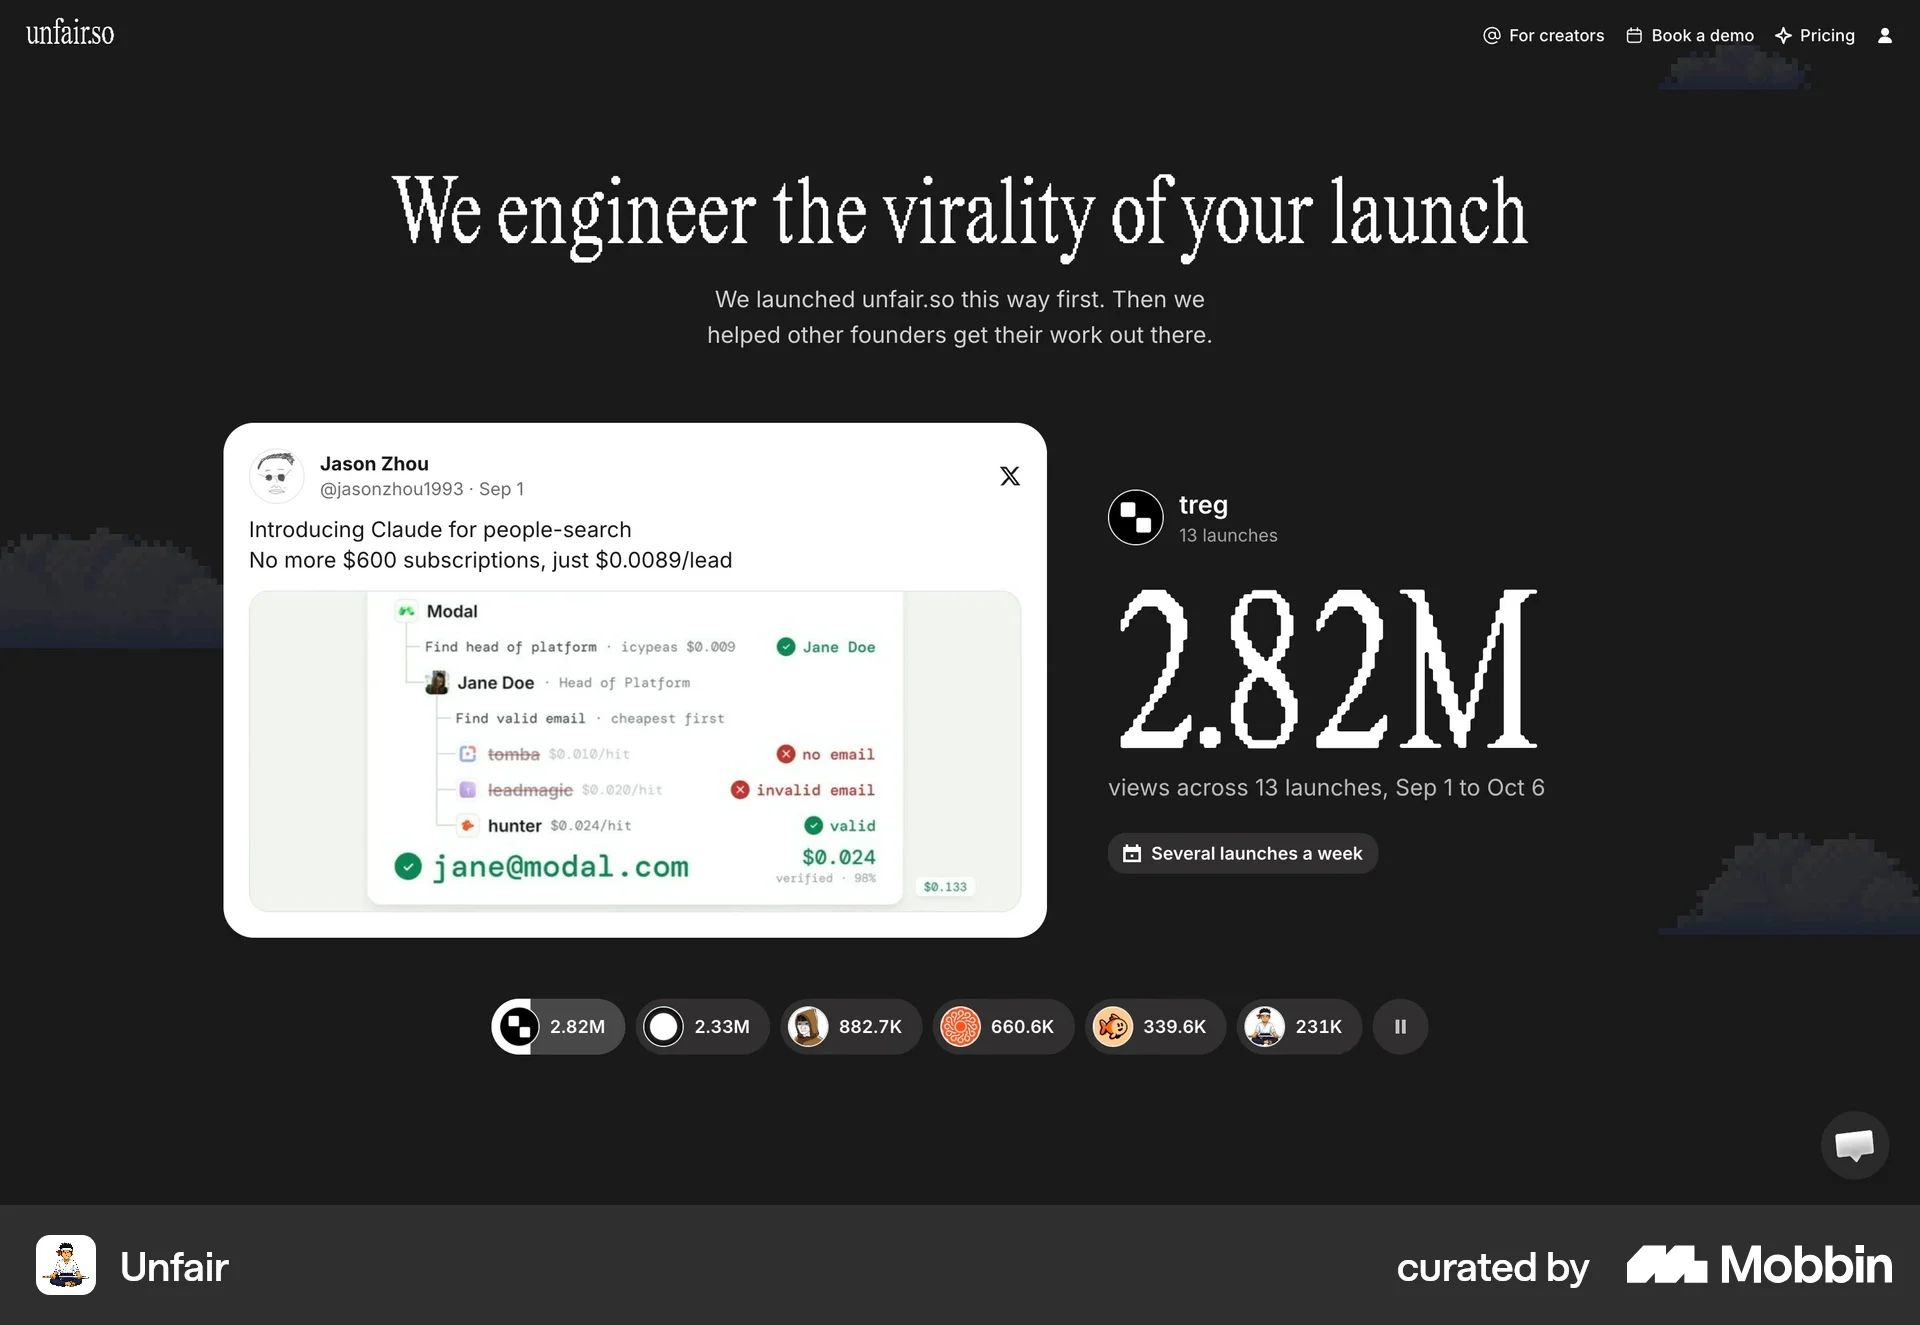 unfair.so
For creators
Book a demo
Pricing
We engineer the virality of your launch
We launched unfair.so this way first. Then we
helped other founders get their work out there.
Jason Zhou
@jasonzhou1993 · Sep 1
Introducing Claude for people-search
No more $600 subscriptions, just $0.0089/lead
Modal
Find head of platform · icypeas $0.009
Jane Doe
Jane Doe · Head of Platform
Find valid email · cheapest first
tomba $0.010/hit
no email
leadmagic $0.020/hit
invalid email
hunter $0.024/hit
valid
jane@modal.com
$0.024
verified · 98%
$0.133
treg
13 launches
2.82M
views across 13 launches, Sep 1 to Oct 6
Several launches a week
2.82M
2.33M
882.7K
660.6K
339.6K
231K
Unfair
curated by
Mobbin